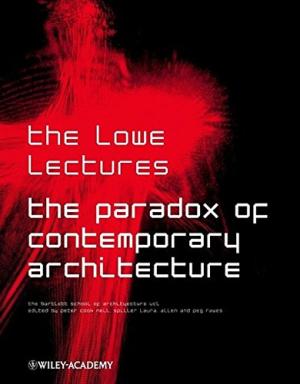 the Lowe
Lectures
the paradox of
contemporary
architecture
the bartlett school of architecture ucl
edited by peter cook neil spiller laura allen and peg rawes
WILEY-ACADEMY